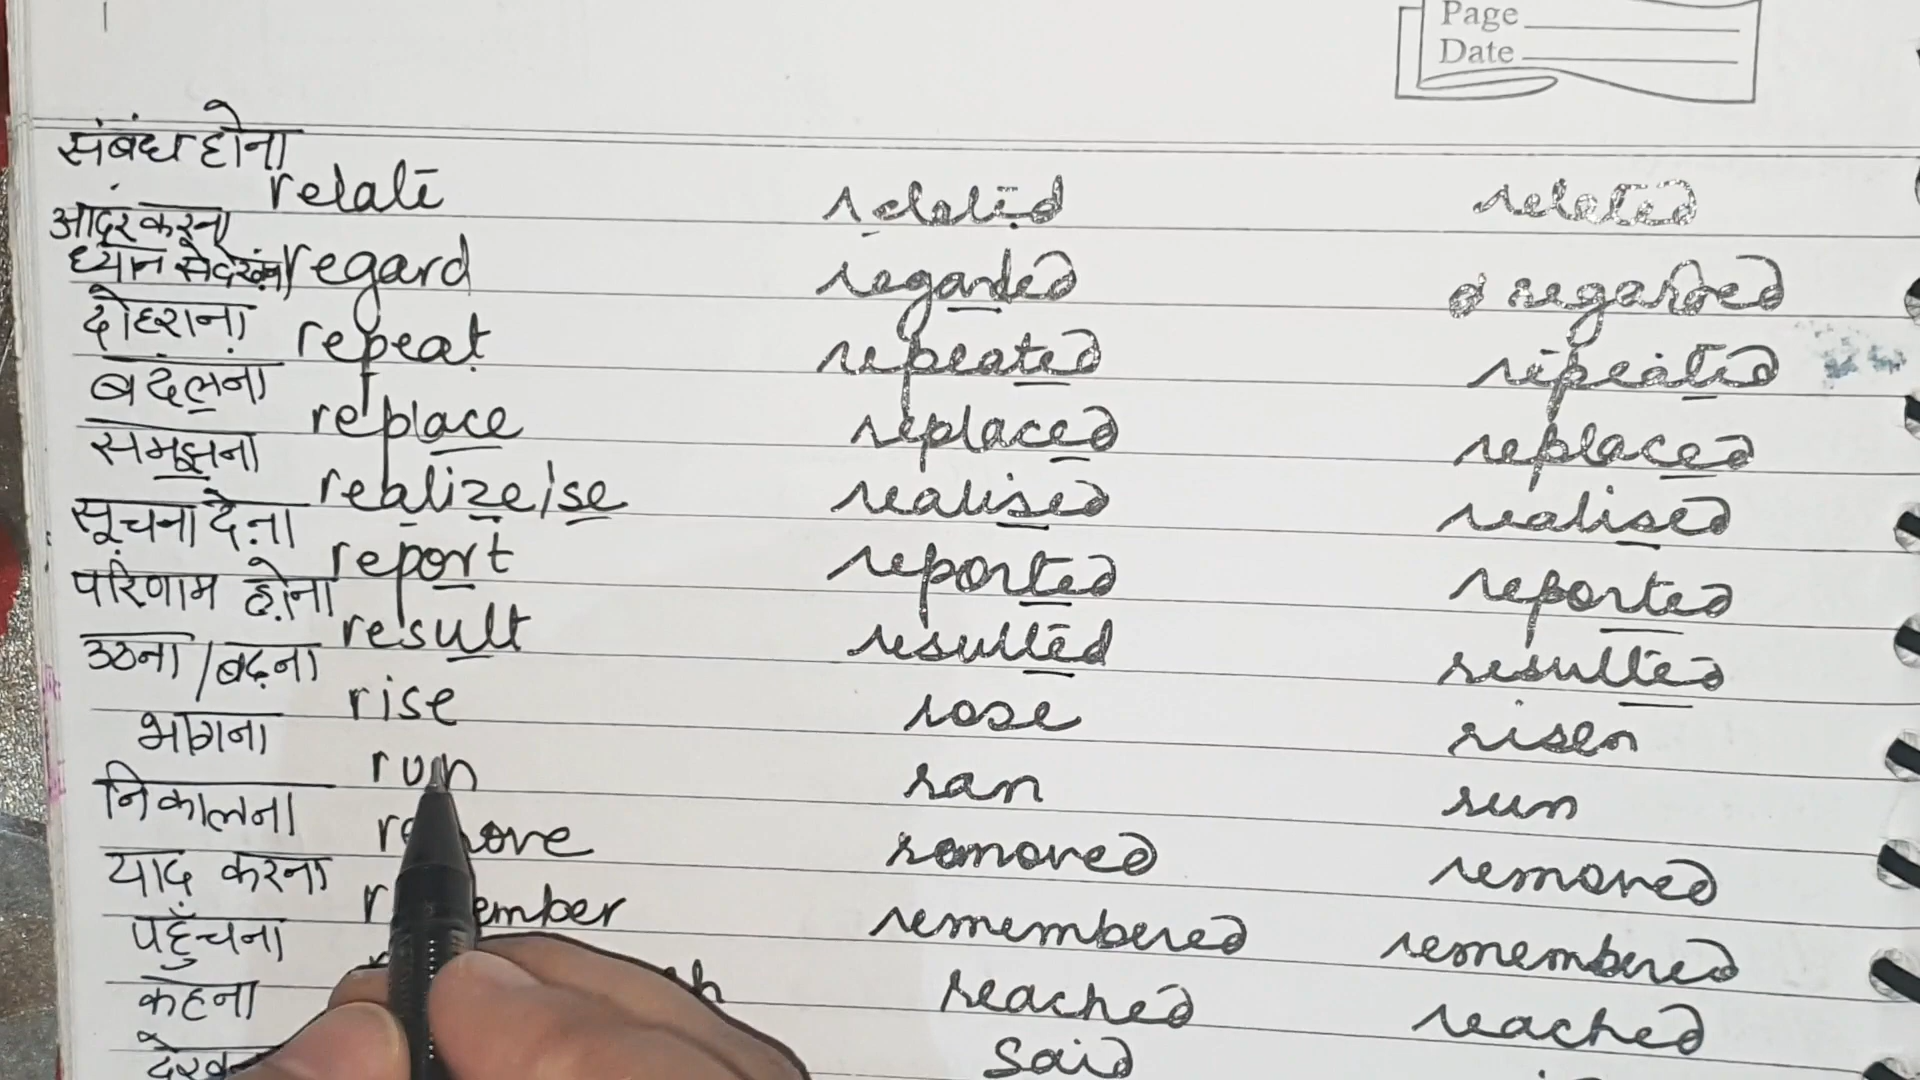 Page
Date
संबंध होना relate related related
आदर करना
ध्यान से देखना regard regarded regarded
दोहराना repeat repeated repeated
बदलना replace replaced replaced
समझना realize/se realised realised
सूचना देना report reported reported
परिणाम होना result resulted resulted
उठना/बढ़ना rise rose risen
भागना run ran run
निकालना removed removed
याद करना remembered remembered
पहुँचना reached reached
कहना said